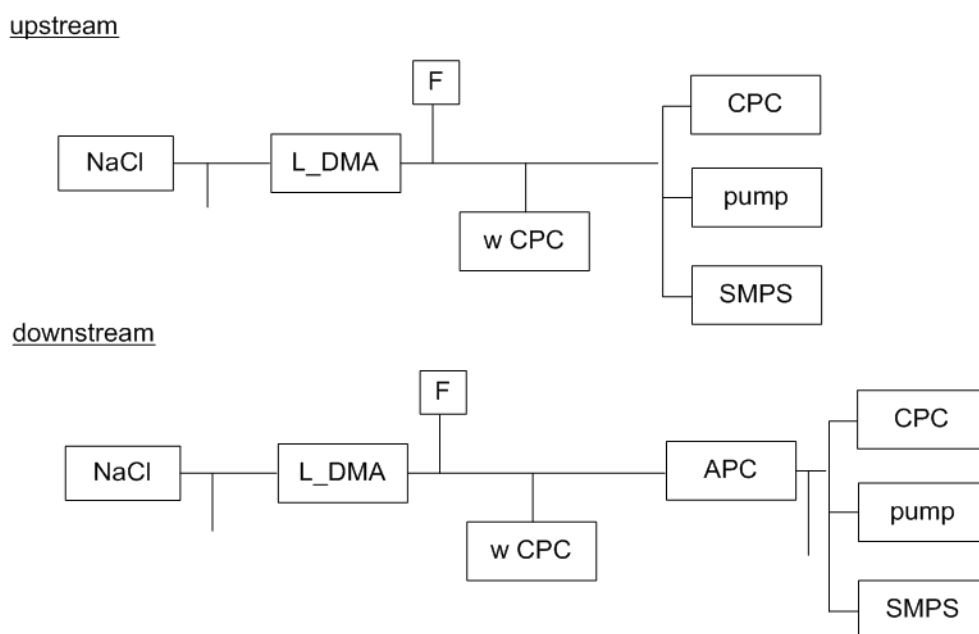 upstream
F
CPC
NaCl
L_DMA
pump
w CPC
SMPS
downstream
F
CPC
NaCl
L_DMA
APC
pump
w CPC
SMPS